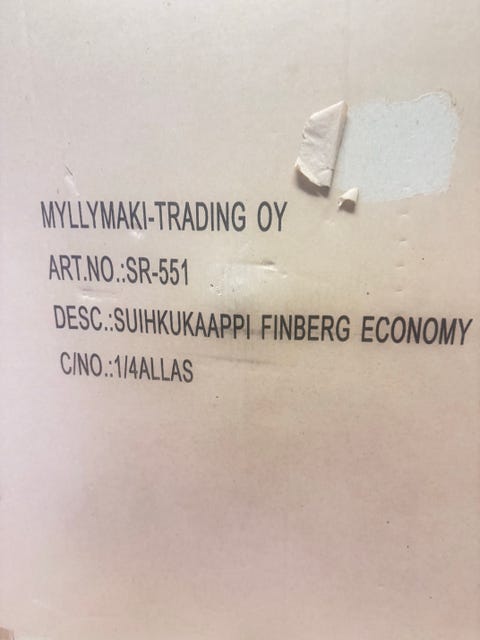 MYLLYMAKI-TRADING OY
ART.NO.:SR-551
DESC.:SUIHKUKAAPPI FINBERG ECONOMY
C/NO.:1/4ALLAS